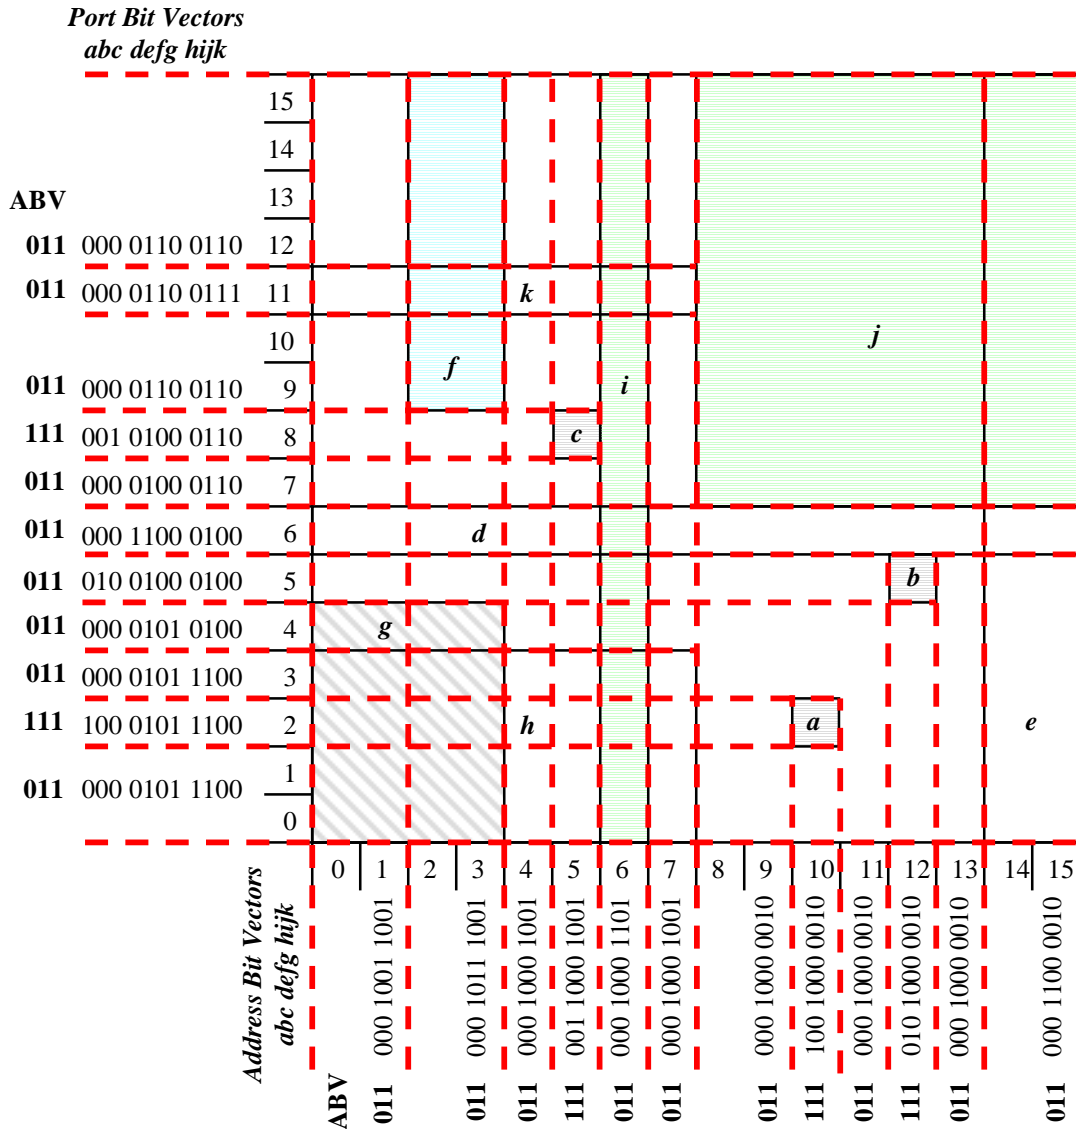 Port Bit Vectors
abc defg hijk
15
14
13
ABV
011 000 0110 0110 12
011 000 0110 0111 11 k
10 j
f
011 000 0110 0110 9 i
111 001 0100 0110 8 c
011 000 0100 0110 7
011 000 1100 0100 6 d
011 010 0100 0100 5 b
011 000 0101 0100 4 g
011 000 0101 1100 3
111 100 0101 1100 2 h a e
1
011 000 0101 1100
0
0 1 2 3 4 5 6 7 8 9 10 11 12 13 14 15
Address Bit Vectors
abc defg hijk
ABV
000 1001 1001 011
000 1011 1001 011
000 1000 1001 011
001 1000 1001 111
000 1000 1101 011
000 1000 1001 011
000 1000 0010 011
100 1000 0010 111
000 1000 0010 011
010 1000 0010 111
000 1000 0010 011
000 1100 0010 011